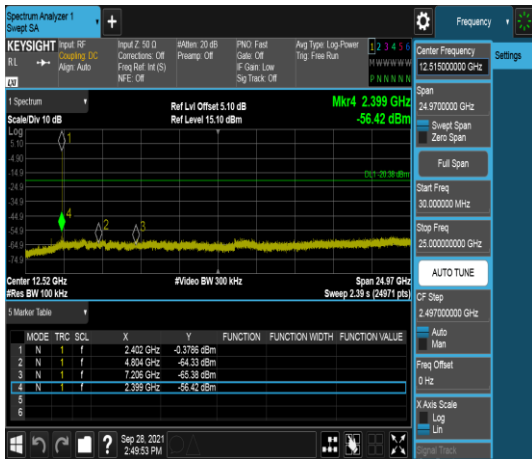 Spectrum Analyzer 1
Swept SA
Frequency
KEYSIGHT
RL
LXI
Input: RF
Coupling: DC
Align: Auto
Input Z: 50 Ω
Corrections: Off
Freq Ref: Int (S)
NFE: Off
#Atten: 20 dB
Preamp: Off
PNO: Fast
Gate: Off
IF Gain: Low
Sig Track: Off
Avg Type: Log-Power
Trig: Free Run
1 2 3 4 5 6
M W W W W W
P N N N N N
Center Frequency
12.515000000 GHz
Settings
Span
24.9700000 GHz
Swept Span
Zero Span
Full Span
Start Freq
30.000000 MHz
Stop Freq
25.000000000 GHz
AUTO TUNE
CF Step
2.497000000 GHz
Auto
Man
Freq Offset
0 Hz
X Axis Scale
Log
Lin
Signal Track
1 Spectrum
Scale/Div 10 dB
Ref Lvl Offset 5.10 dB
Ref Level 15.10 dBm
Mkr4 2.399 GHz
-56.42 dBm
Log
5.10
-4.90
-14.9
-24.9
-34.9
-44.9
-54.9
-64.9
-74.9
1
DL1 -20.38 dBm
4
2
3
Center 12.52 GHz
#Res BW 100 kHz
#Video BW 300 kHz
Span 24.97 GHz
Sweep 2.39 s (24971 pts)
5 Marker Table
MODE TRC SCL X Y FUNCTION FUNCTION WIDTH FUNCTION VALUE
1 N 1 f 2.402 GHz -0.3786 dBm
2 N 1 f 4.804 GHz -64.33 dBm
3 N 1 f 7.206 GHz -65.38 dBm
4 N 1 f 2.399 GHz -56.42 dBm
5
6
?
Sep 28, 2021
2:49:53 PM